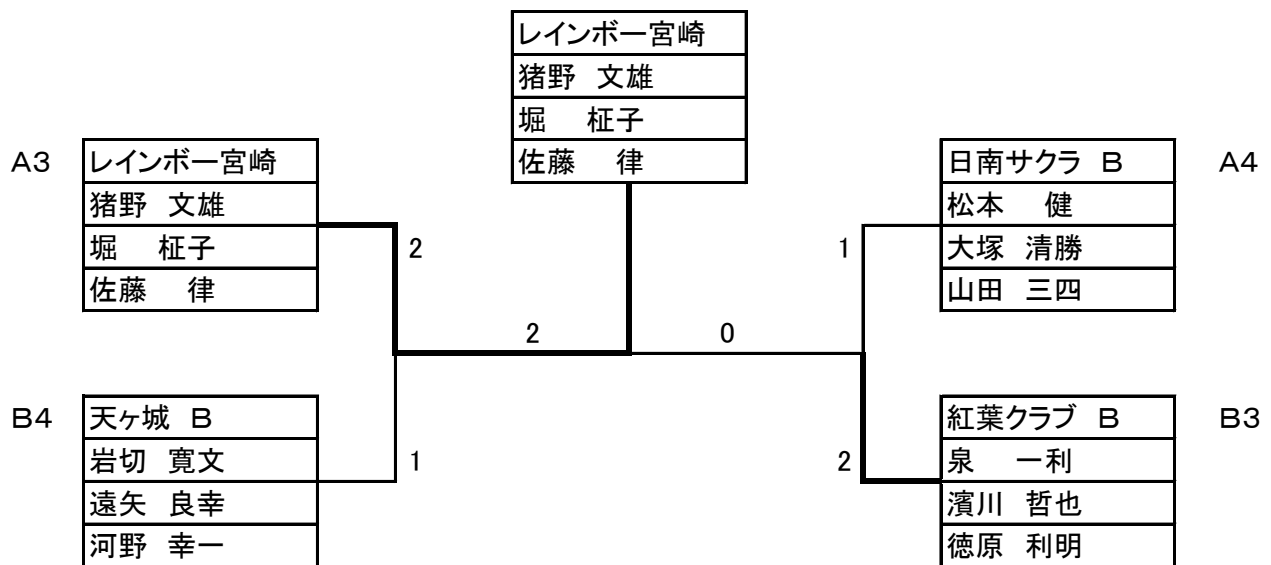 レインボー宮崎
猪野 文雄
堀 柾子
佐藤 律
A3
レインボー宮崎
猪野 文雄
堀 柾子
佐藤 律
2
日南サクラ B
松本 健
大塚 清勝
山田 三四
A4
1
2
0
B4
天ヶ城 B
岩切 寛文
遠矢 良幸
河野 幸一
1
紅葉クラブ B
泉 一利
濱川 哲也
徳原 利明
B3
2